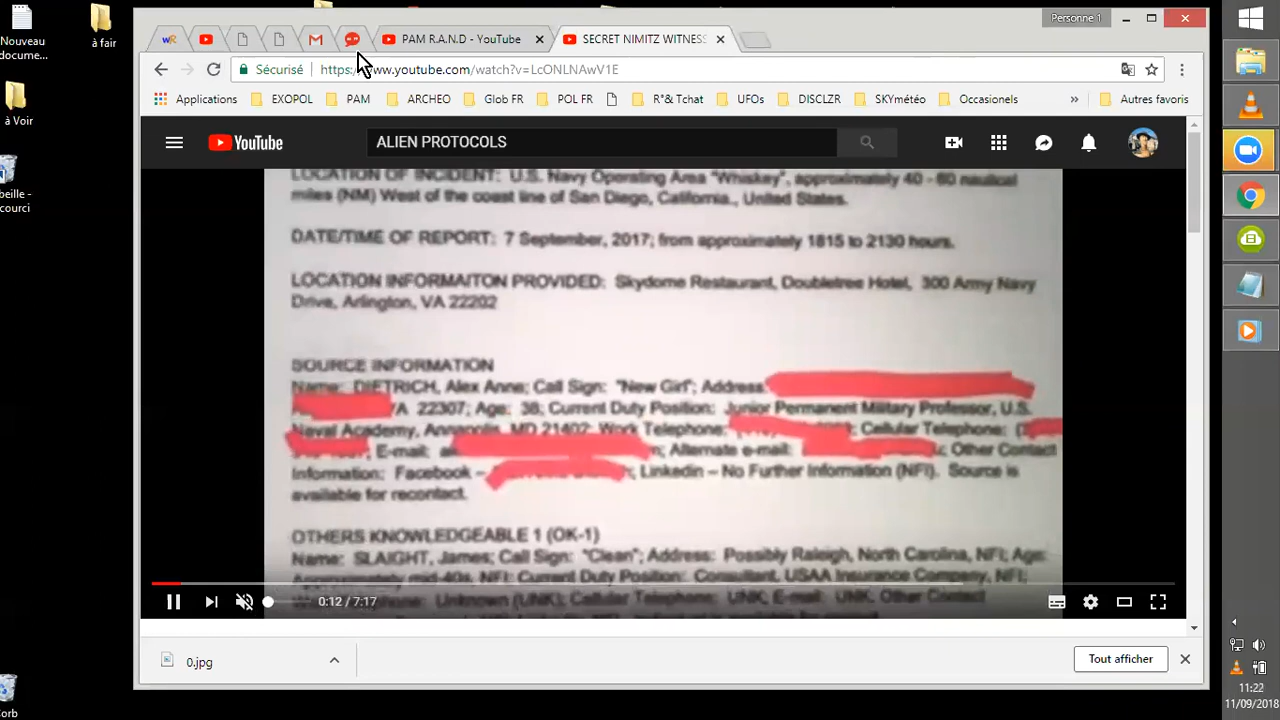 Nouveau
docume...
à fair
Personne 1
PAM R.A.N.D - YouTube
SECRET NIMITZ WITNESS
Sécurisé
https://www.youtube.com/watch?v=LcONLNAwV1E
Applications
EXOPOL
PAM
ARCHEO
Glob FR
POL FR
R°& Tchat
UFOs
DISCLZR
SKYmétéo
Occasionels
»
Autres favoris
à Voir
YouTube
ALIEN PROTOCOLS
beille -
courci
LOCATION OF INCIDENT: U.S. Navy Operating Area "Whiskey", approximately 40 - 60 nautical
miles (NM) West of the coast line of San Diego, California., United States.
DATE/TIME OF REPORT: 7 September, 2017; from approximately 1815 to 2130 hours.
LOCATION INFORMAITON PROVIDED: Skydome Restaurant, Doubletree Hotel, 300 Army Navy
Drive, Arlington, VA 22202
SOURCE INFORMATION
Name: DIETRICH, Alex Anne; Call Sign: "New Girl"; Address:
VA 22307; Age: 38; Current Duty Position: Junior Permanent Military Professor, U.S.
Naval Academy, Annapolis, MD 21402; Work Telephone: Cellular Telephone:
E-mail: Alternate e-mail: Other Contact
Information: Facebook – Linkedin – No Further Information (NFI). Source is
available for recontact.
OTHERS KNOWLEDGEABLE 1 (OK-1)
Name: SLAIGHT, James; Call Sign: "Clean"; Address: Possibly Raleigh, North Carolina, NFI; Age:
Approximately mid-40s, NFI; Current Duty Position: Consultant, USAA Insurance Company, NFI;
Unknown (UNK); Cellular Telephone: UNK; E-mail: UNK, Other Contact
0:12 / 7:17
0.jpg
Tout afficher
Corb
11:22
11/09/2018